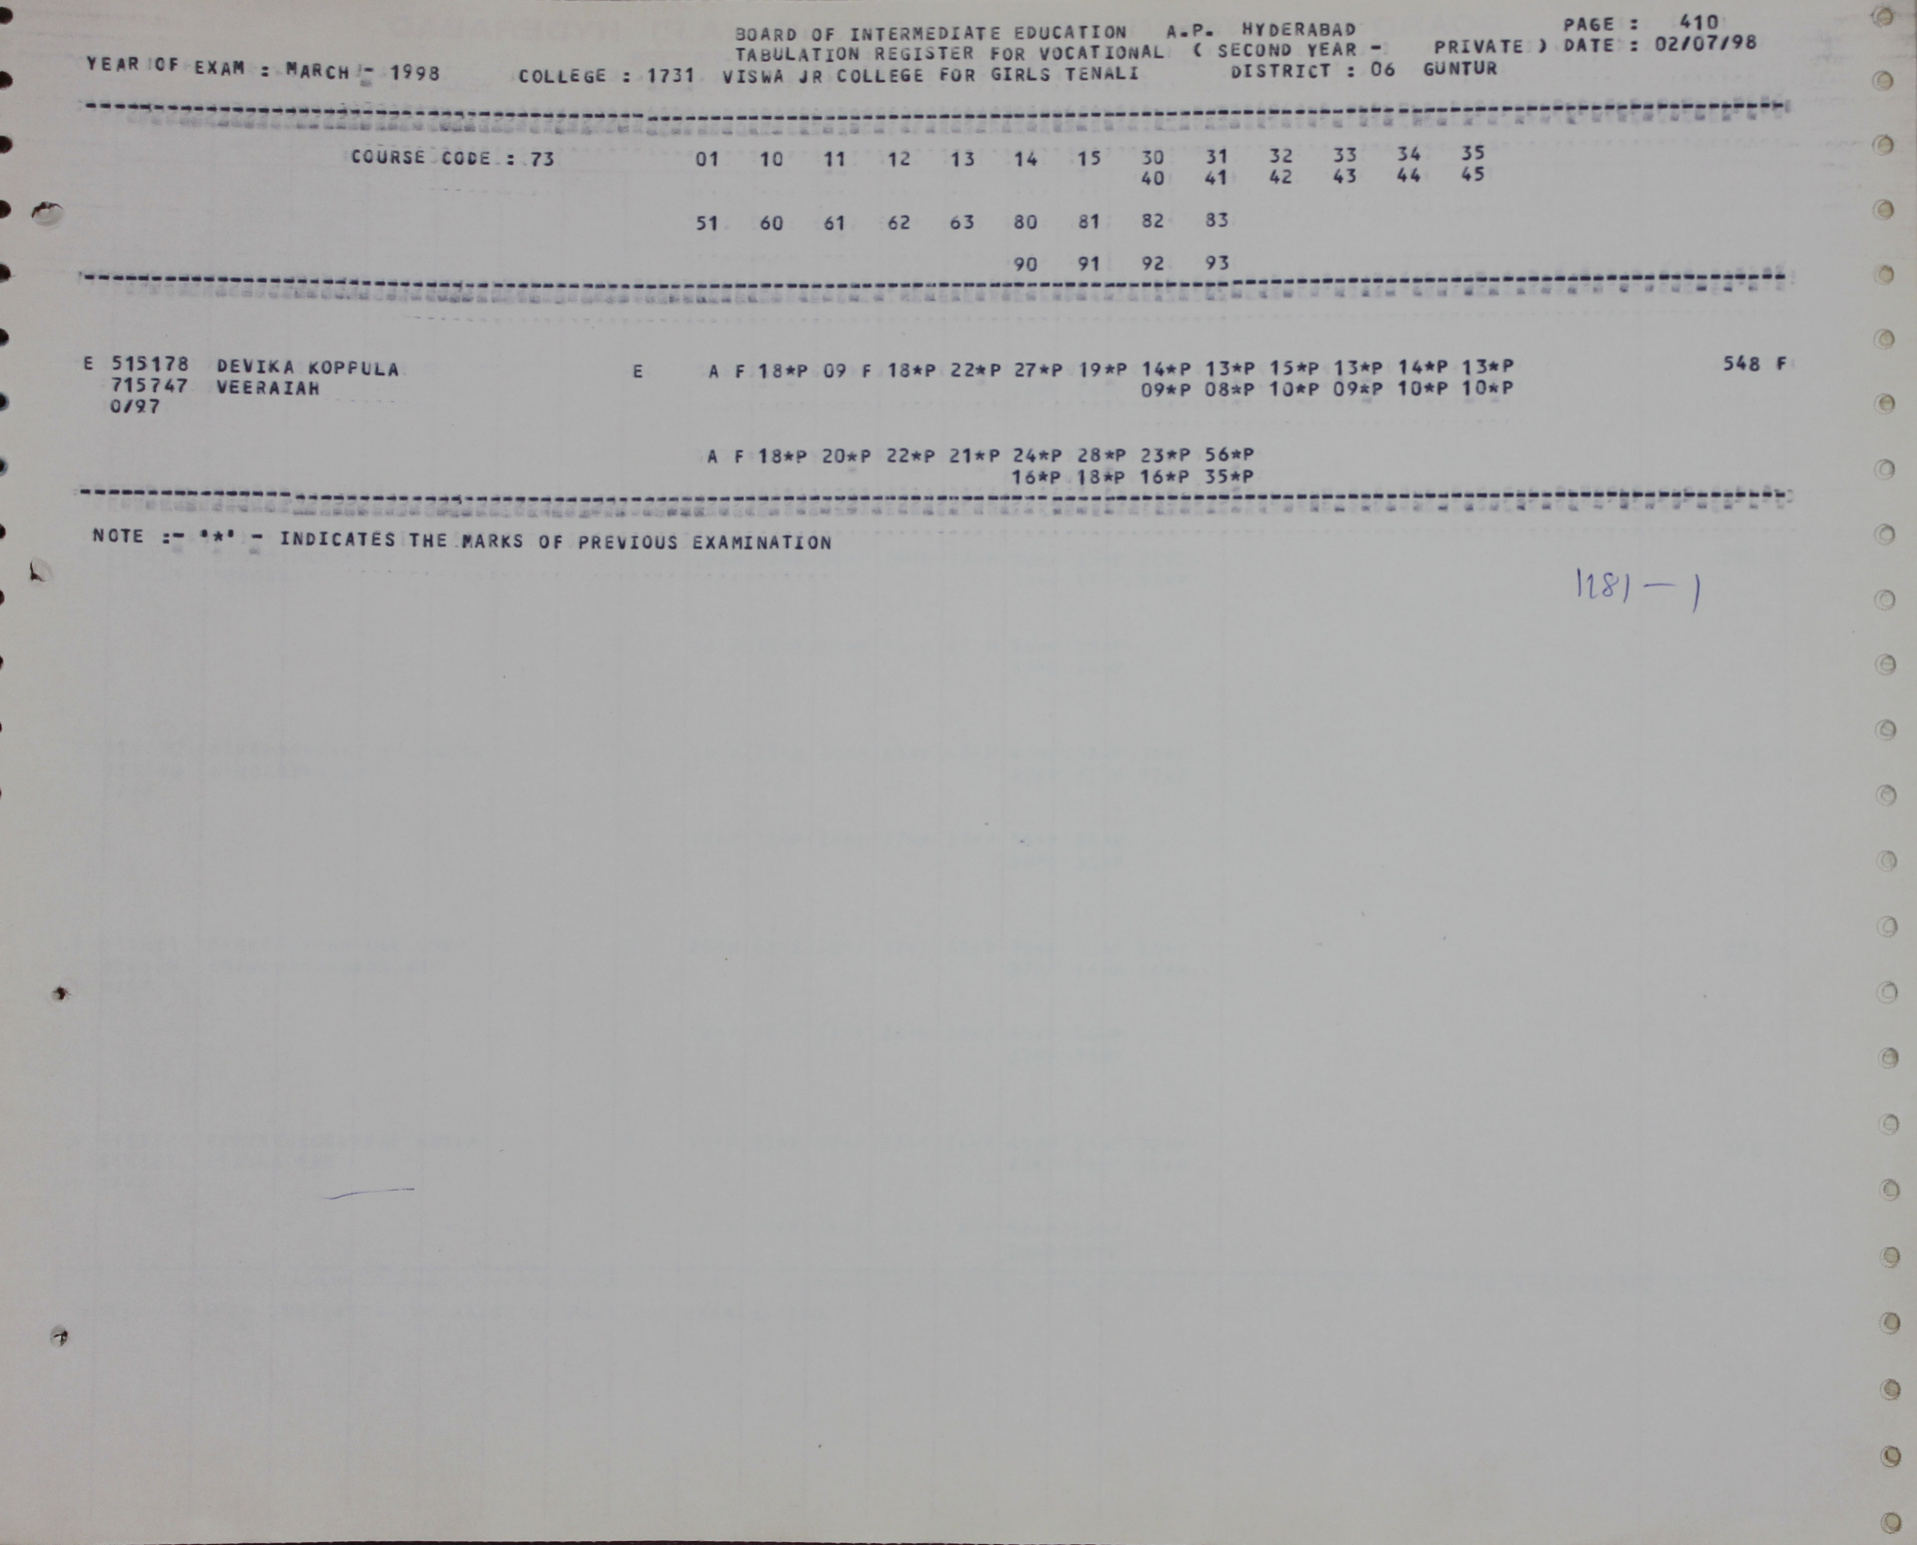 BOARD OF INTERMEDIATE EDUCATION A.P. HYDERABAD PAGE : 410
TABULATION REGISTER FOR VOCATIONAL ( SECOND YEAR - PRIVATE ) DATE : 02/07/98
YEAR OF EXAM : MARCH - 1998 COLLEGE : 1731 VISWA JR COLLEGE FOR GIRLS TENALI DISTRICT : 06 GUNTUR
COURSE CODE : 73 01 10 11 12 13 14 15 30 31 32 33 34 35
40 41 42 43 44 45
51 60 61 62 63 80 81 82 83
90 91 92 93
E 515178 DEVIKA KOPPULA E A F 18*P 09 F 18*P 22*P 27*P 19*P 14*P 13*P 15*P 13*P 14*P 13*P 548 F
715747 VEERAIAH 09*P 08*P 10*P 09*P 10*P 10*P
0/97
A F 18*P 20*P 22*P 21*P 24*P 28*P 23*P 56*P
16*P 18*P 16*P 35*P
NOTE :- '*' - INDICATES THE MARKS OF PREVIOUS EXAMINATION
1281 - 1